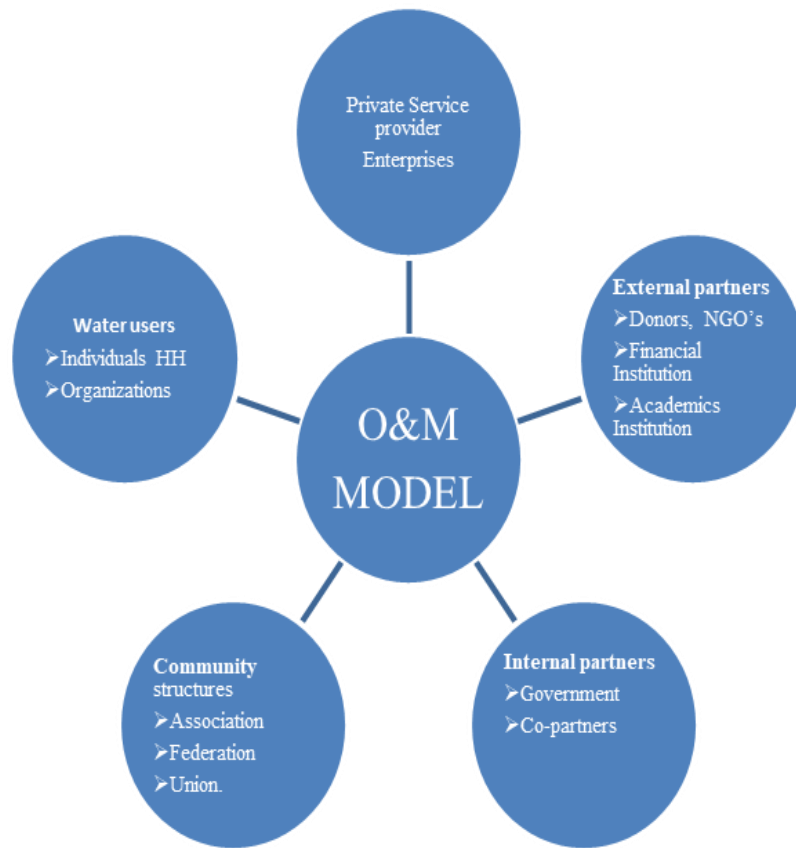 Private Service
provider
Enterprises
External partners
➢Donors, NGO’s
➢Financial
Institution
➢Academics
Institution
Water users
➢Individuals HH
➢Organizations
O&M
MODEL
Community
structures
➢Association
➢Federation
➢Union.
Internal partners
➢Government
➢Co-partners